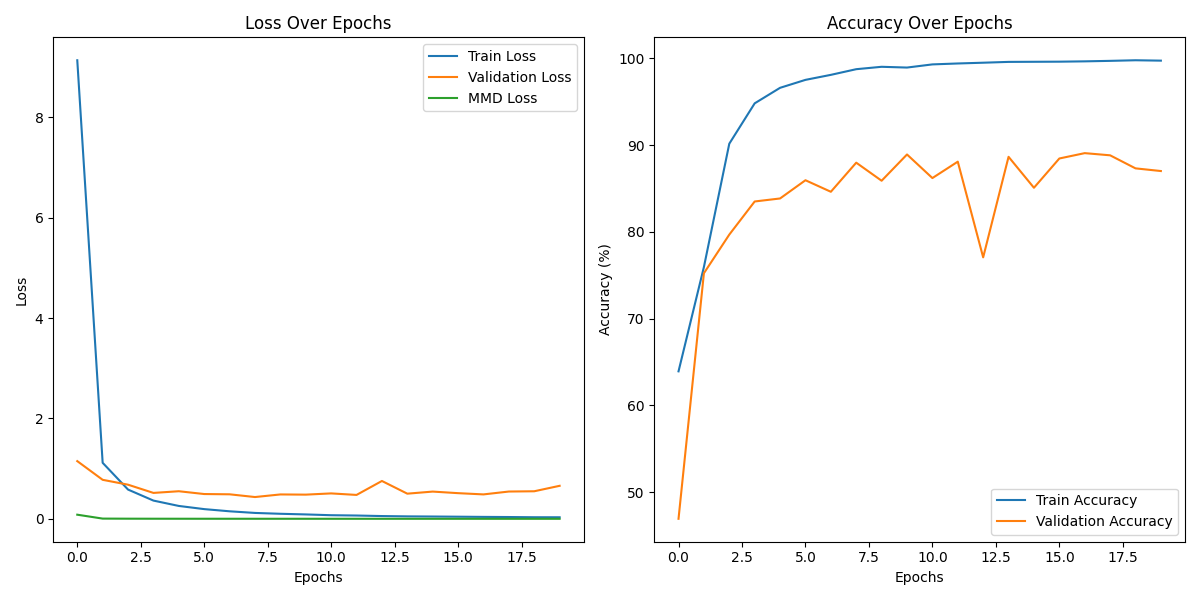 Loss Over Epochs
Train Loss
Validation Loss
MMD Loss
8
6
4
2
0
Loss
0.0 2.5 5.0 7.5 10.0 12.5 15.0 17.5
Epochs
Accuracy Over Epochs
100
90
80
70
60
50
Accuracy (%)
Train Accuracy
Validation Accuracy
0.0 2.5 5.0 7.5 10.0 12.5 15.0 17.5
Epochs